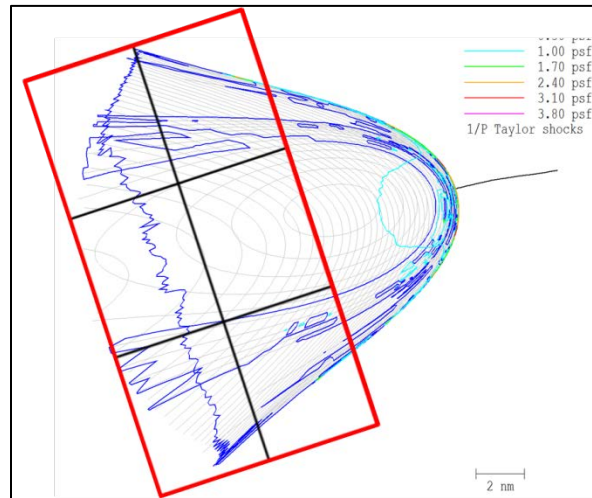 1.00 psf
1.70 psf
2.40 psf
3.10 psf
3.80 psf
1/P Taylor shocks
2 nm